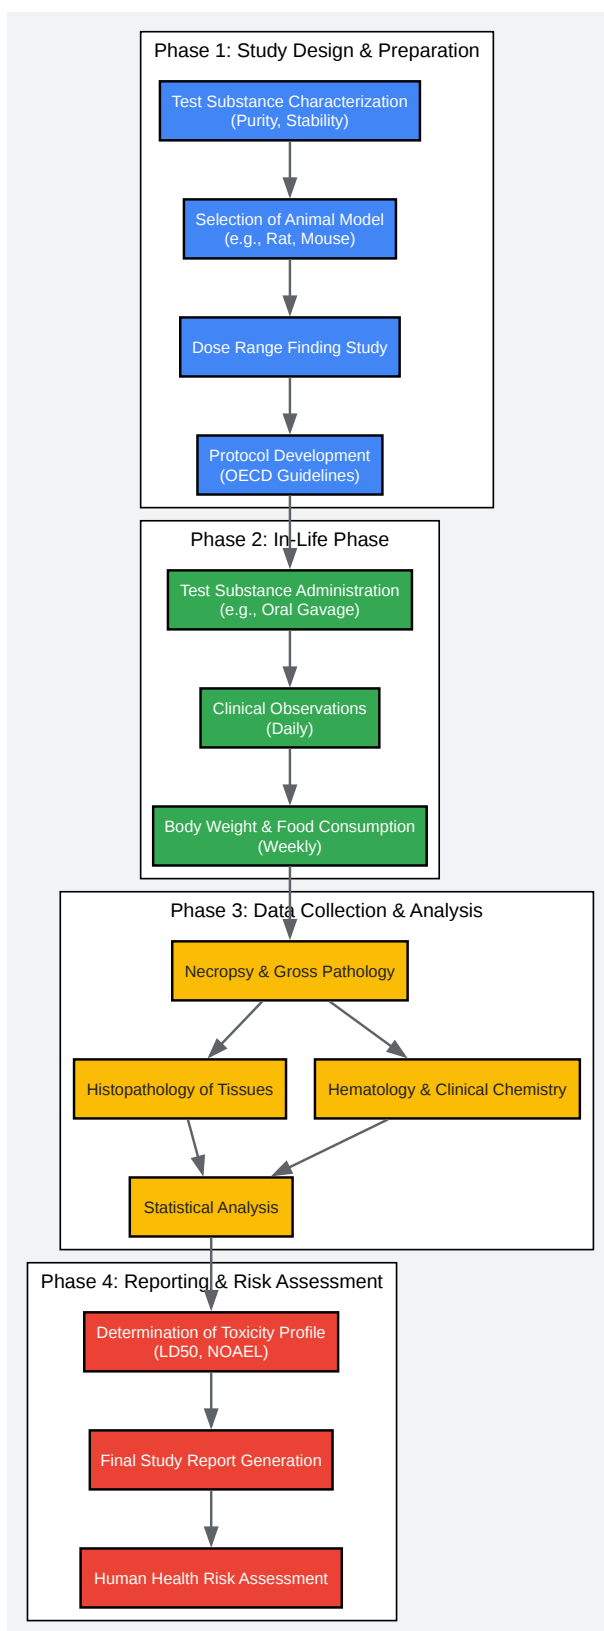 Phase 1: Study Design & Preparation
Test Substance Characterization
(Purity, Stability)
Selection of Animal Model
(e.g., Rat, Mouse)
Dose Range Finding Study
Protocol Development
(OECD Guidelines)
Phase 2: In-Life Phase
Test Substance Administration
(e.g., Oral Gavage)
Clinical Observations
(Daily)
Body Weight & Food Consumption
(Weekly)
Phase 3: Data Collection & Analysis
Necropsy & Gross Pathology
Histopathology of Tissues
Hematology & Clinical Chemistry
Statistical Analysis
Phase 4: Reporting & Risk Assessment
Determination of Toxicity Profile
(LD50, NOAEL)
Final Study Report Generation
Human Health Risk Assessment